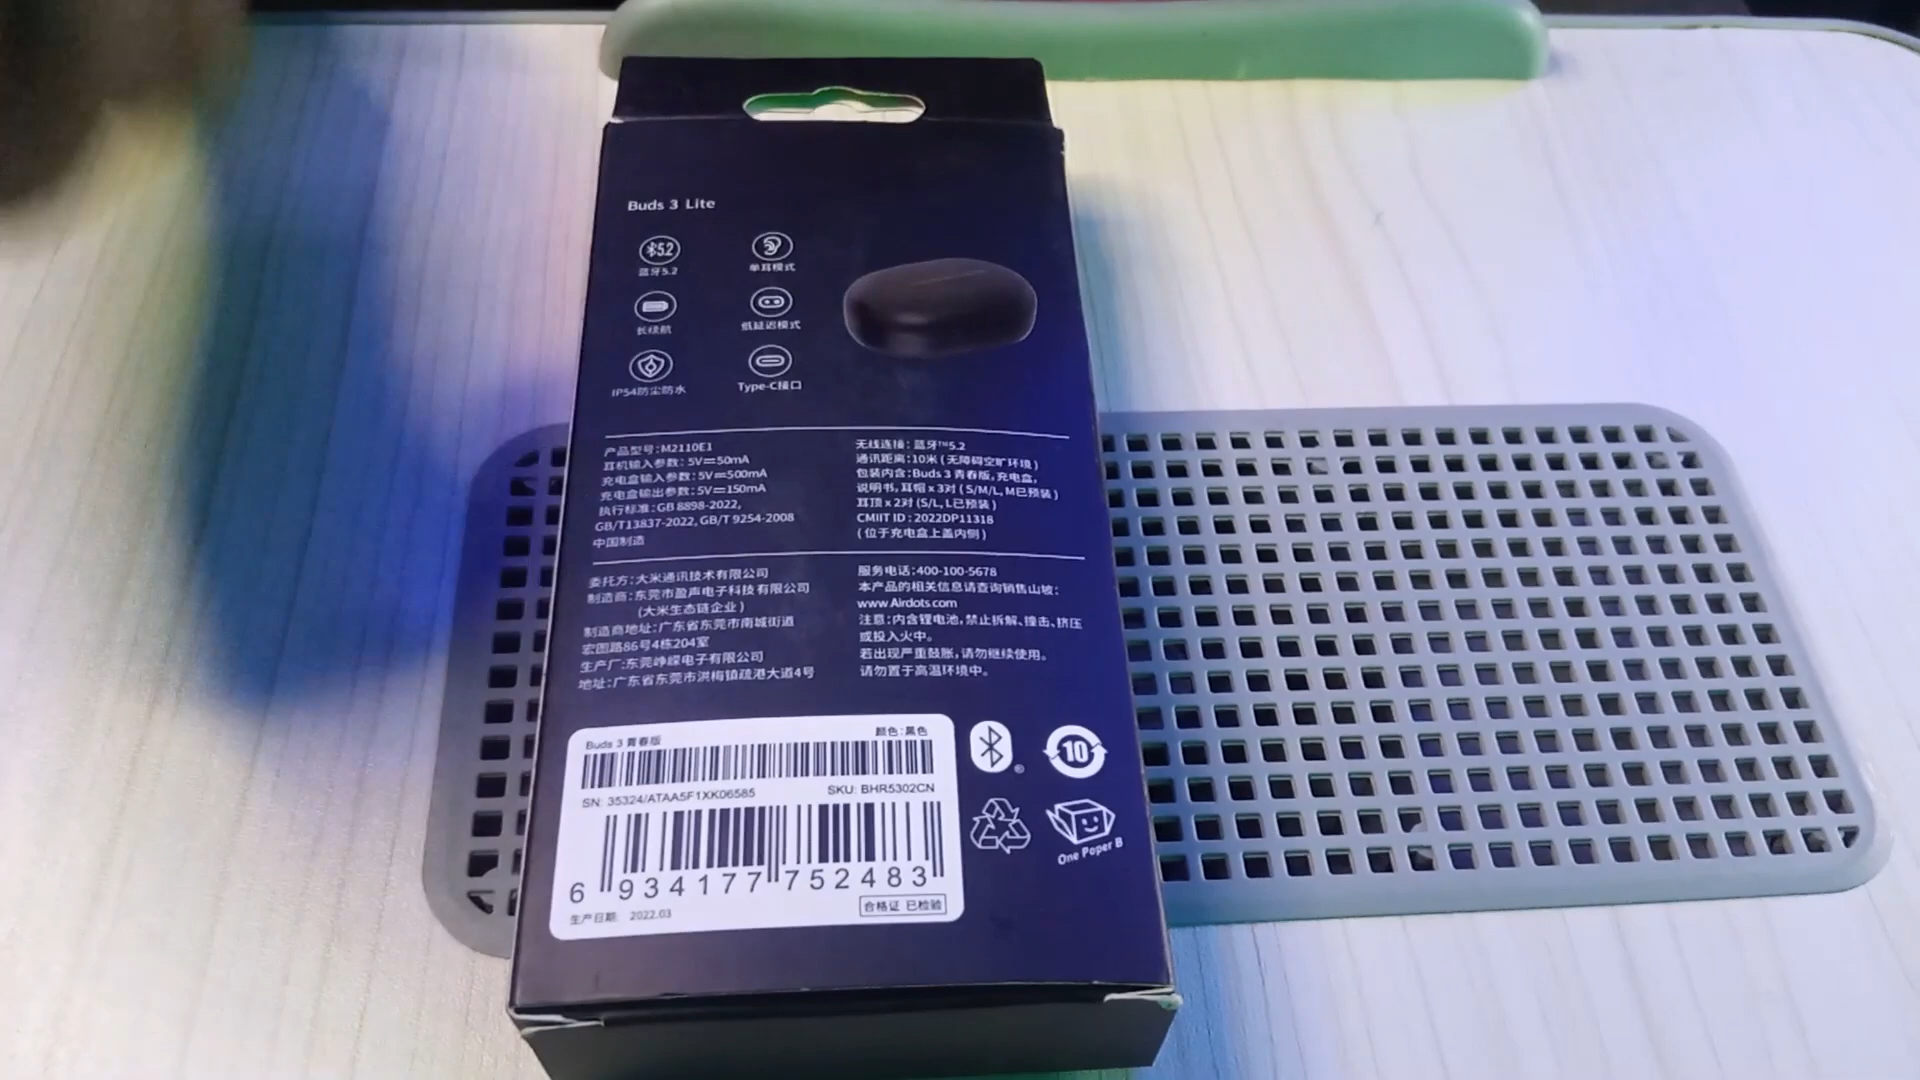 Buds 3 Lite
5.2
蓝牙5.2
单耳模式
长续航
低延迟模式
IP54防尘防水
Type-C接口
产品型号:M2110E1
耳机输入参数: 5V⎓50mA
充电盒输入参数:5V⎓500mA
充电盒输出参数:5V⎓150mA
执行标准:GB 8898-2022,
GB/T13837-2022, GB/T 9254-2008
中国制造
无线连接: 蓝牙™5.2
通讯距离:10米 ( 无障碍空旷环境 )
包装内含:Buds 3 青春版, 充电盒,
说明书, 耳帽 x 3对 ( S/M/L, M已预装 )
耳顶 x 2对 (S/L, L已预装 )
CMIIT ID : 2022DP11318
( 位于充电盒上盖内侧 )
委托方:大米通讯技术有限公司
制造商:东莞市盈声电子科技有限公司
(大米生态链企业 )
制造商地址:广东省东莞市南城街道
宏图路86号4栋204室
生产厂:东莞峥嵘电子有限公司
地址:广东省东莞市洪梅镇疏港大道4号
服务电话:400-100-5678
本产品的相关信息请查询销售山坡:
www.Airdots.com
注意:内含锂电池, 禁止拆解、撞击、挤压
或投入火中。
若出现严重鼓胀, 请勿继续使用。
请勿置于高温环境中。
Buds 3 青春版
颜色:黑色
SN: 35324/ATAA5F1XK06585
SKU: BHR5302CN
6 934177 752483
生产日期: 2022.03
合格证 已检验
10
One Poper B